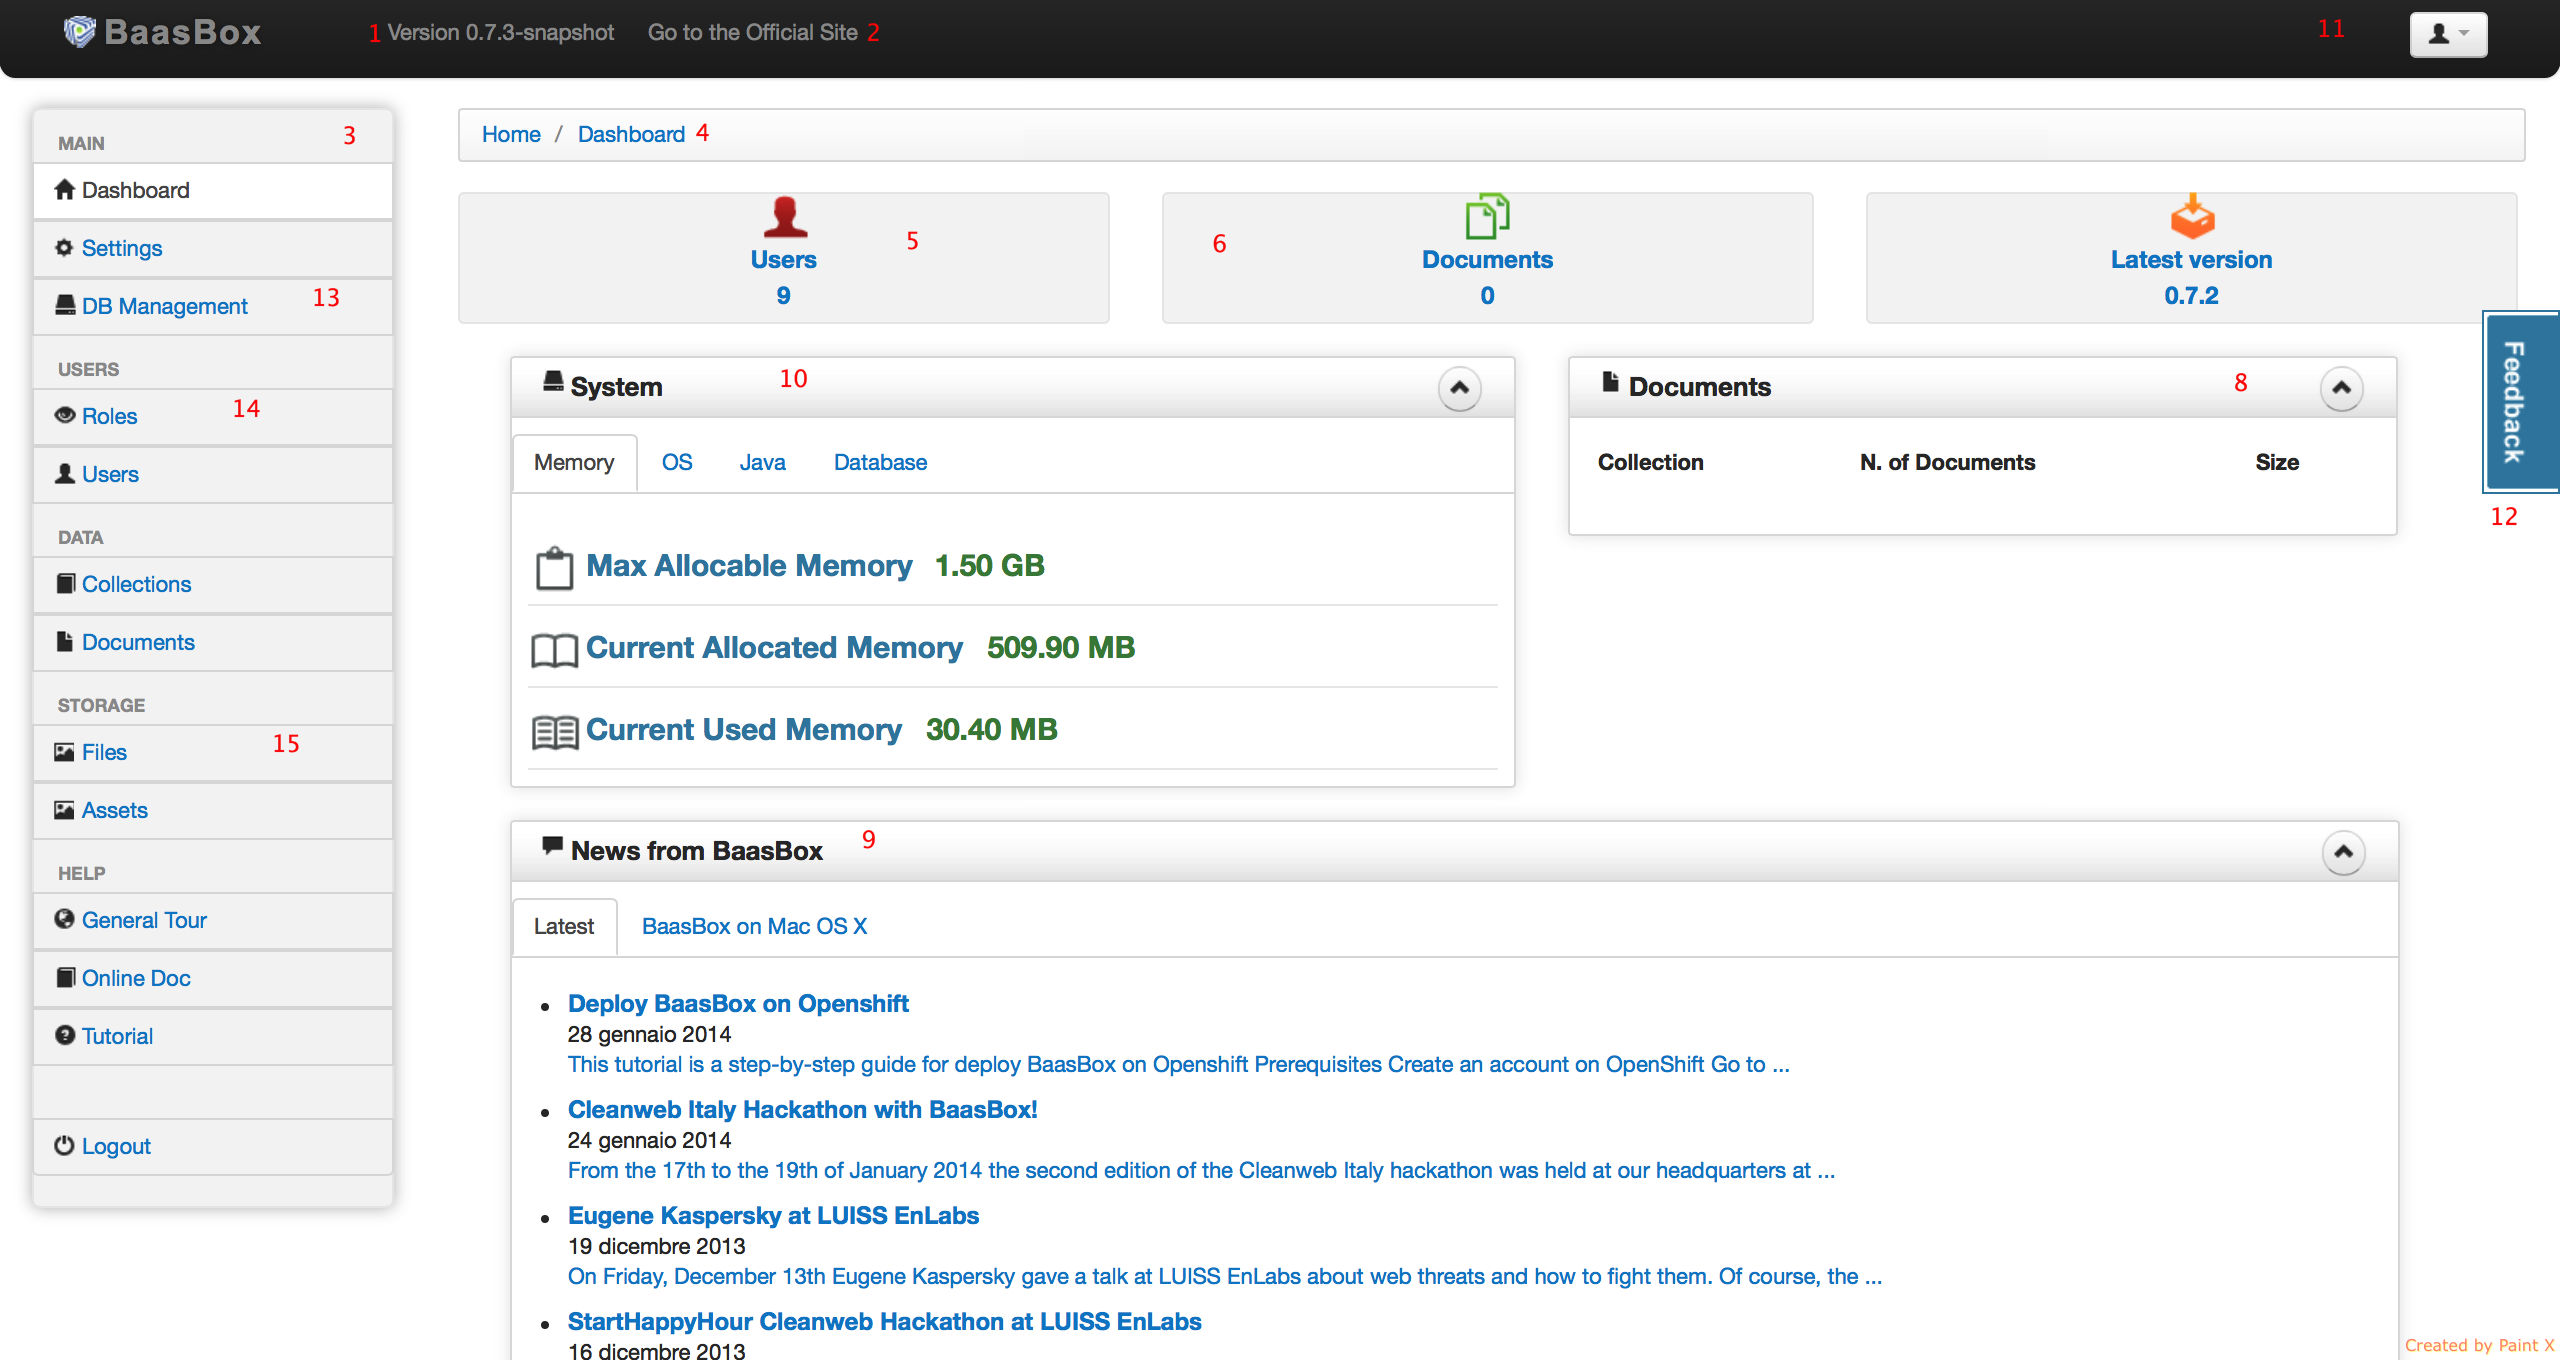 BaasBox 1 Version 0.7.3-snapshot Go to the Official Site 2 11
MAIN 3
Dashboard
Settings
DB Management 13
USERS
Roles 14
Users
DATA
Collections
Documents
STORAGE
Files 15
Assets
HELP
General Tour
Online Doc
Tutorial
Logout
Home / Dashboard 4
Users 5
9
6 Documents
0
Latest version
0.7.2
Feedback
12
System 10
Memory OS Java Database
Max Allocable Memory 1.50 GB
Current Allocated Memory 509.90 MB
Current Used Memory 30.40 MB
Documents 8
Collection N. of Documents Size
News from BaasBox 9
Latest BaasBox on Mac OS X
Deploy BaasBox on Openshift
28 gennaio 2014
This tutorial is a step-by-step guide for deploy BaasBox on Openshift Prerequisites Create an account on OpenShift Go to ...
Cleanweb Italy Hackathon with BaasBox!
24 gennaio 2014
From the 17th to the 19th of January 2014 the second edition of the Cleanweb Italy hackathon was held at our headquarters at ...
Eugene Kaspersky at LUISS EnLabs
19 dicembre 2013
On Friday, December 13th Eugene Kaspersky gave a talk at LUISS EnLabs about web threats and how to fight them. Of course, the ...
StartHappyHour Cleanweb Hackathon at LUISS EnLabs
16 dicembre 2013
Created by Paint X